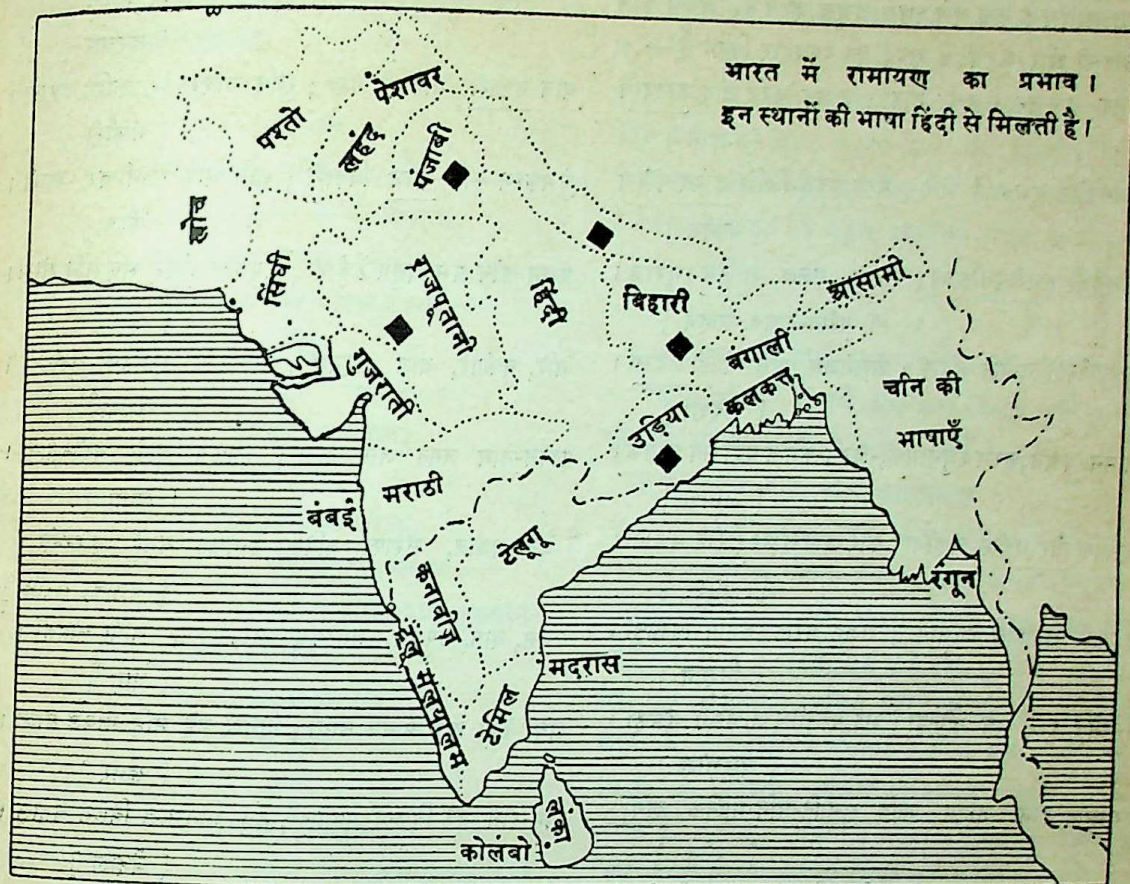 भारत में रामायण का प्रभाव।
इन स्थानों की भाषा हिंदी से मिलती है।
पेशावर
पश्तो
लहंडू
पंजाबी
लोच
सिंधी
राजपूतानी
हिंदी
बिहारी
आसामी
गुजराती
बंगाली
कलकत्त
उड़िया
चीन की
भाषाएँ
मराठी
बंबई
टेलूगू
कनावीज़
रंगून
टूलू
मलयालम
टेमिल
मदरास
लंका
कोलंबो